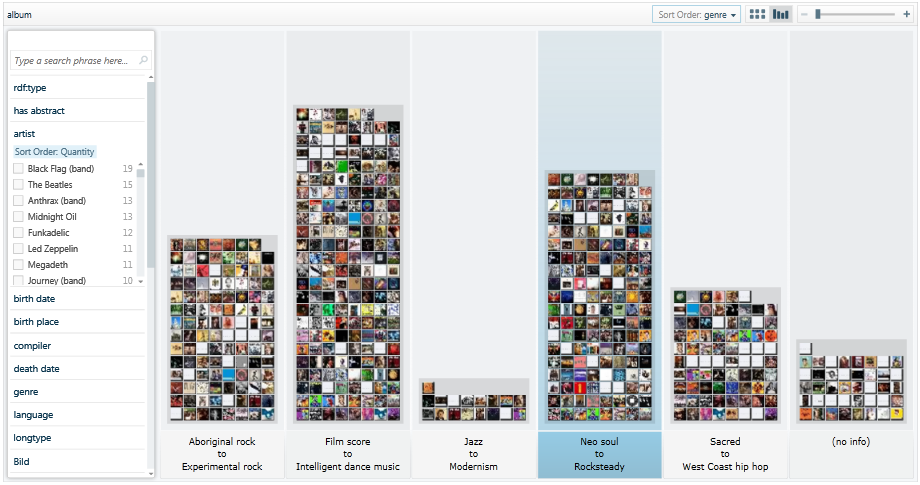 album
Sort Order: genre
Type a search phrase here...
rdf:type
has abstract
artist
Sort Order: Quantity
Black Flag (band) 19
The Beatles 15
Anthrax (band) 13
Midnight Oil 13
Funkadelic 12
Led Zeppelin 11
Megadeth 11
Journey (band) 10
birth date
birth place
compiler
death date
genre
language
longtype
Bild
Aboriginal rock
to
Experimental rock
Film score
to
Intelligent dance music
Jazz
to
Modernism
Neo soul
to
Rocksteady
Sacred
to
West Coast hip hop
(no info)